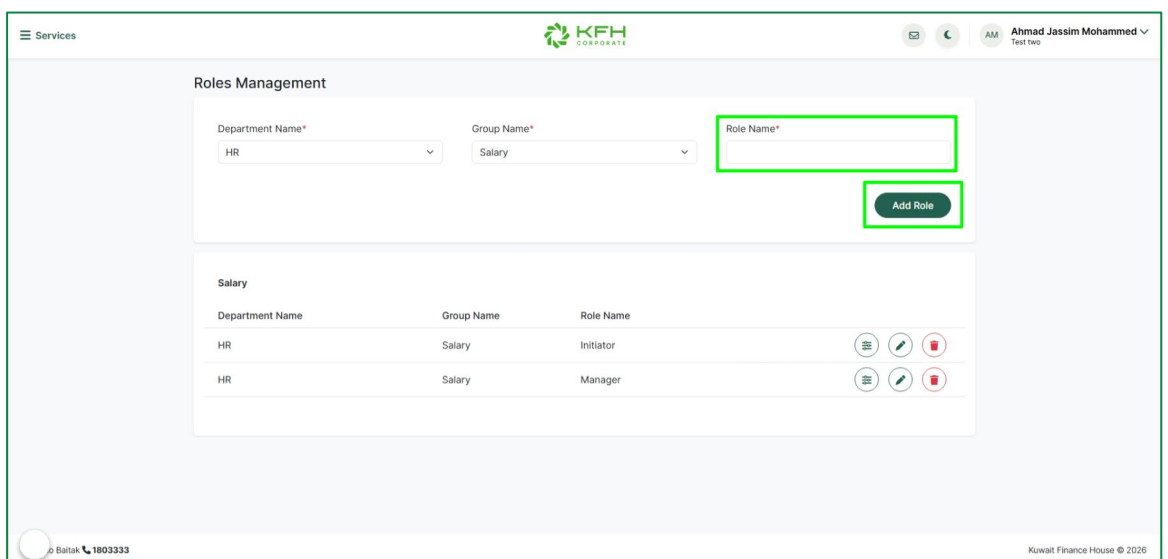 Services
KFH
CORPORATE
AM
Ahmad Jassim Mohammed
Test two
Roles Management
Department Name* Group Name* Role Name*
HR Salary
Add Role
Salary
Department Name Group Name Role Name
HR Salary Initiator
HR Salary Manager
Baitak 1803333
Kuwait Finance House © 2026